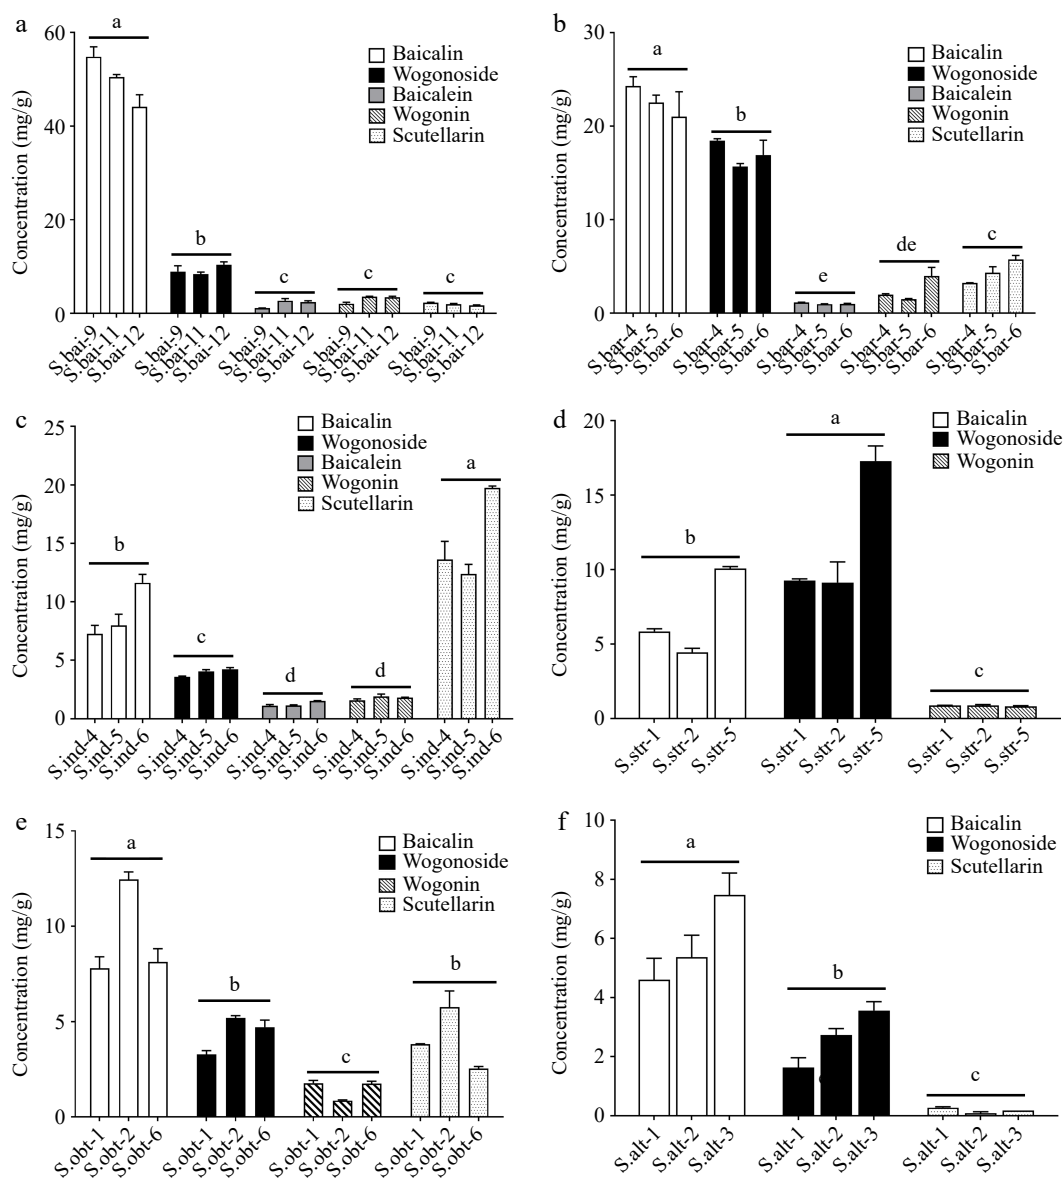 a
Concentration (mg/g)
60
40
20
0
a
b
c
c
c
Baicalin
Wogonoside
Baicalein
Wogonin
Scutellarin
S.bai-9
S.bai-11
S.bai-12
S.bai-9
S.bai-11
S.bai-12
S.bai-9
S.bai-11
S.bai-12
S.bai-9
S.bai-11
S.bai-12
S.bai-9
S.bai-11
S.bai-12
b
Concentration (mg/g)
30
20
10
0
a
b
e
de
c
Baicalin
Wogonoside
Baicalein
Wogonin
Scutellarin
S.bar-4
S.bar-5
S.bar-6
S.bar-4
S.bar-5
S.bar-6
S.bar-4
S.bar-5
S.bar-6
S.bar-4
S.bar-5
S.bar-6
S.bar-4
S.bar-5
S.bar-6
c
Concentration (mg/g)
25
20
15
10
5
0
b
c
d
d
a
Baicalin
Wogonoside
Baicalein
Wogonin
Scutellarin
S.ind-4
S.ind-5
S.ind-6
S.ind-4
S.ind-5
S.ind-6
S.ind-4
S.ind-5
S.ind-6
S.ind-4
S.ind-5
S.ind-6
S.ind-4
S.ind-5
S.ind-6
d
Concentration (mg/g)
20
15
10
5
0
b
a
c
Baicalin
Wogonoside
Wogonin
S.str-1
S.str-2
S.str-5
S.str-1
S.str-2
S.str-5
S.str-1
S.str-2
S.str-5
e
Concentration (mg/g)
15
10
5
0
a
b
c
b
Baicalin
Wogonoside
Wogonin
Scutellarin
S.obt-1
S.obt-2
S.obt-6
S.obt-1
S.obt-2
S.obt-6
S.obt-1
S.obt-2
S.obt-6
S.obt-1
S.obt-2
S.obt-6
f
Concentration (mg/g)
10
8
6
4
2
0
a
b
c
Baicalin
Wogonoside
Scutellarin
S.alt-1
S.alt-2
S.alt-3
S.alt-1
S.alt-2
S.alt-3
S.alt-1
S.alt-2
S.alt-3